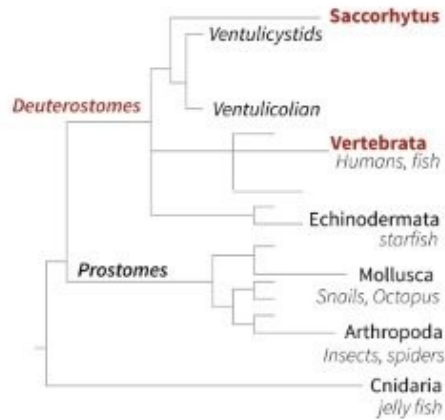 Saccorhytus
Ventulicystids
Deuterostomes
Ventulicolian
Vertebrata
Humans, fish
Echinodermata
starfish
Prostomes
Mollusca
Snails, Octopus
Arthropoda
Insects, spiders
Cnidaria
jelly fish